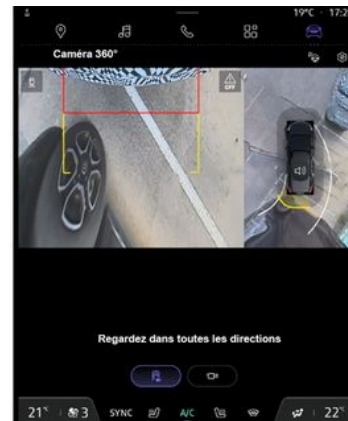 19°C · 17:2
Caméra 360°
OFF
Regardez dans toutes les directions
21°C 3 SYNC A/C 22°